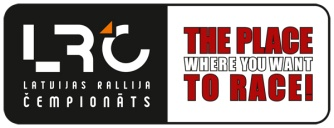 LRČ
LATVIJAS RALLIJA
ČEMPIONĀTS
THE PLACE
WHERE YOU WANT
TO RACE!